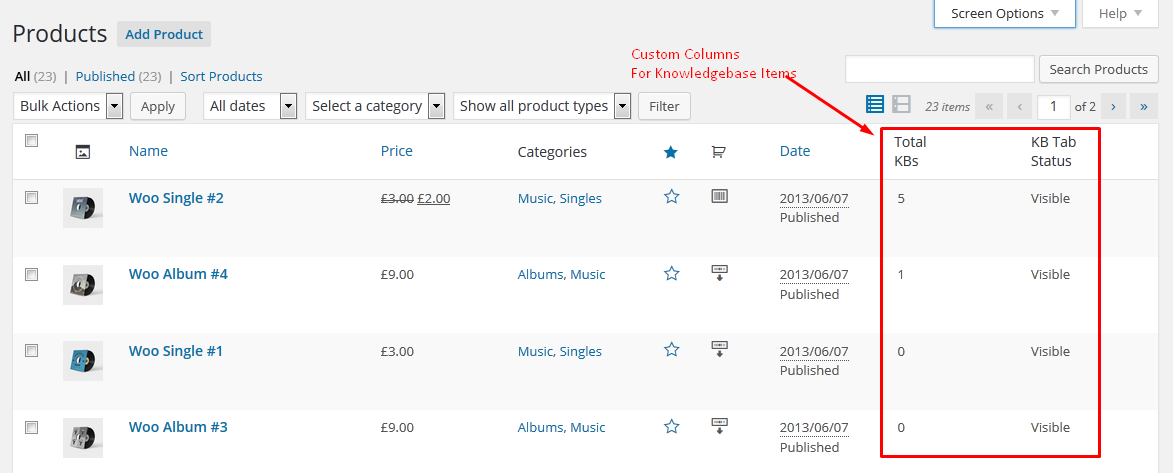 Screen Options Help
Products Add Product
Custom Columns
For Knowledgebase Items
All (23) | Published (23) | Sort Products
Search Products
Bulk Actions Apply All dates Select a category Show all product types Filter 23 items « ‹ 1 of 2 › »
Name Price Categories Date Total KBs KB Tab Status
Woo Single #2 £3.00 £2.00 Music, Singles 2013/06/07 5 Visible
Published
Woo Album #4 £9.00 Albums, Music 2013/06/07 1 Visible
Published
Woo Single #1 £3.00 Music, Singles 2013/06/07 0 Visible
Published
Woo Album #3 £9.00 Albums, Music 2013/06/07 0 Visible
Published